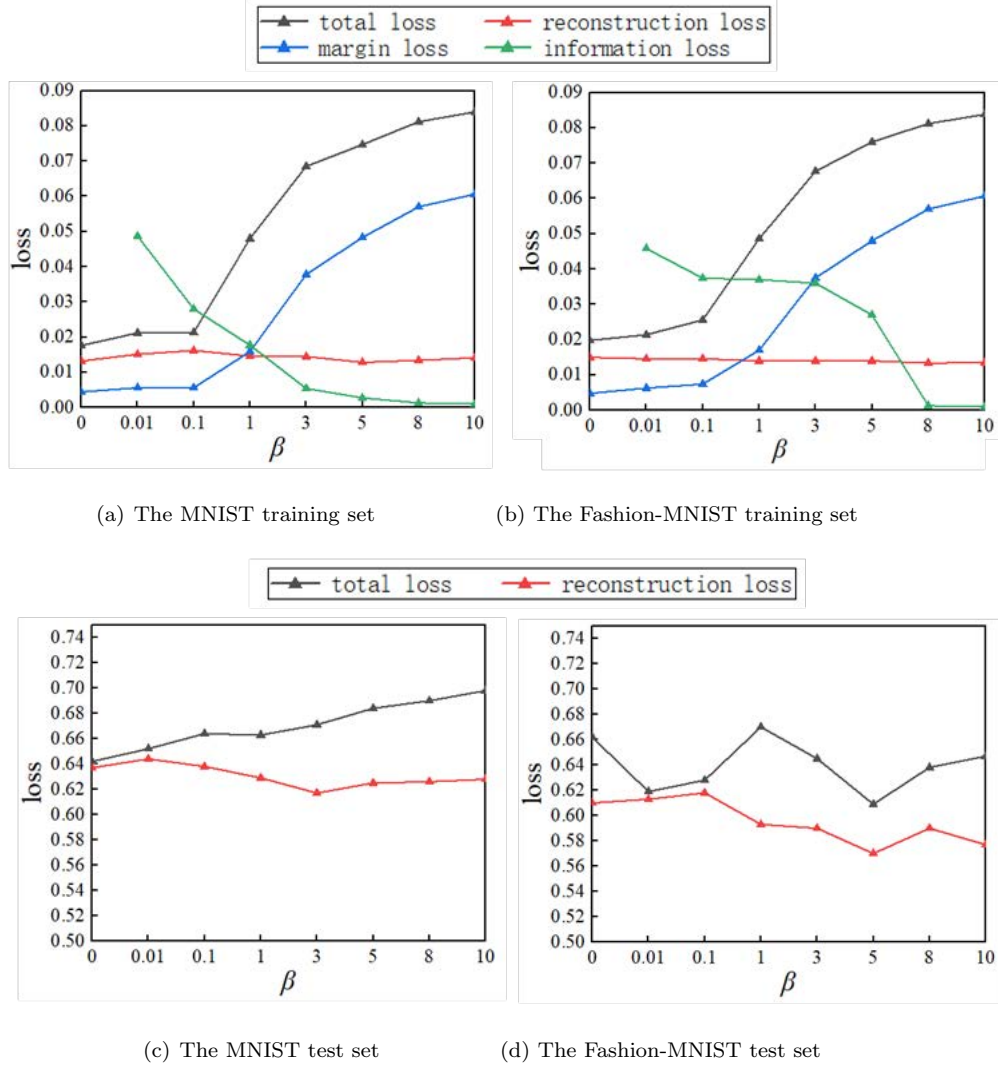 total loss reconstruction loss
margin loss information loss
0.09
0.08
0.07
0.06
0.05
0.04
0.03
0.02
0.01
0.00
loss
0 0.01 0.1 1 3 5 8 10
β
0.09
0.08
0.07
0.06
0.05
0.04
0.03
0.02
0.01
0.00
loss
0 0.01 0.1 1 3 5 8 10
β
(a) The MNIST training set
(b) The Fashion-MNIST training set
total loss reconstruction loss
0.74
0.72
0.70
0.68
0.66
0.64
0.62
0.60
0.58
0.56
0.54
0.52
0.50
loss
0 0.01 0.1 1 3 5 8 10
β
0.74
0.72
0.70
0.68
0.66
0.64
0.62
0.60
0.58
0.56
0.54
0.52
0.50
loss
0 0.01 0.1 1 3 5 8 10
β
(c) The MNIST test set
(d) The Fashion-MNIST test set